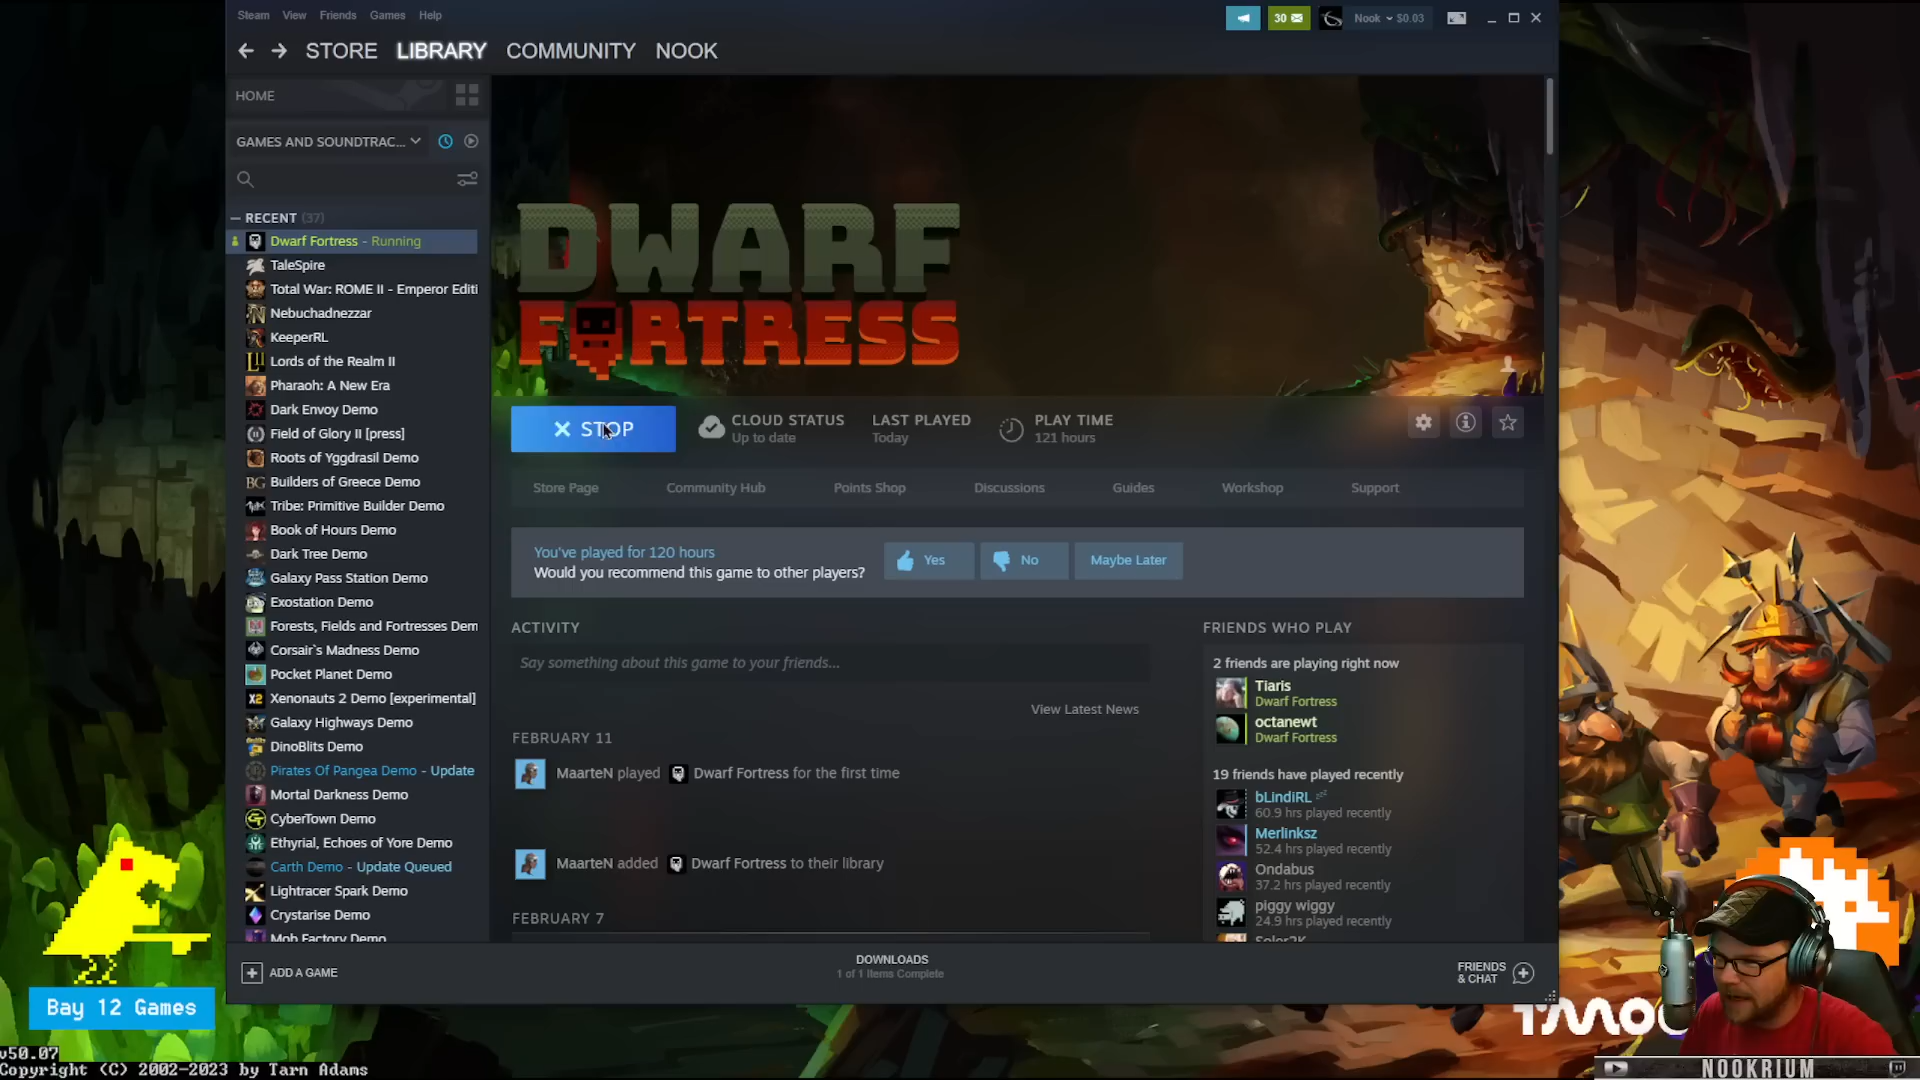 Steam View Friends Games Help
30
Nook $0.03
STORE LIBRARY COMMUNITY NOOK
HOME
GAMES AND SOUNDTRAC...
RECENT (37)
Dwarf Fortress - Running
TaleSpire
Total War: ROME II - Emperor Editi
Nebuchadnezzar
KeeperRL
Lords of the Realm II
Pharaoh: A New Era
Dark Envoy Demo
Field of Glory II [press]
Roots of Yggdrasil Demo
Builders of Greece Demo
Tribe: Primitive Builder Demo
Book of Hours Demo
Dark Tree Demo
Galaxy Pass Station Demo
Exostation Demo
Forests, Fields and Fortresses Dem
Corsair`s Madness Demo
Pocket Planet Demo
Xenonauts 2 Demo [experimental]
Galaxy Highways Demo
DinoBlits Demo
Pirates Of Pangea Demo - Update
Mortal Darkness Demo
CyberTown Demo
Ethyrial, Echoes of Yore Demo
Carth Demo - Update Queued
Lightracer Spark Demo
Crystarise Demo
Mob Factory Demo
ADD A GAME
DWARF
FORTRESS
STOP
CLOUD STATUS
Up to date
LAST PLAYED
Today
PLAY TIME
121 hours
Store Page Community Hub Points Shop Discussions Guides Workshop Support
You've played for 120 hours
Would you recommend this game to other players?
Yes No Maybe Later
ACTIVITY
Say something about this game to your friends...
View Latest News
FEBRUARY 11
MaarteN played Dwarf Fortress for the first time
MaarteN added Dwarf Fortress to their library
FEBRUARY 7
FRIENDS WHO PLAY
2 friends are playing right now
Tiaris
Dwarf Fortress
octanewt
Dwarf Fortress
19 friends have played recently
bLindiRL
60.9 hrs played recently
Merlinksz
52.4 hrs played recently
Ondabus
37.2 hrs played recently
piggy wiggy
24.9 hrs played recently
DOWNLOADS
1 of 1 Items Complete
FRIENDS
& CHAT
Bay 12 Games
v50.07
Copyright (C) 2002-2023 by Tarn Adams
NOOKRIUM